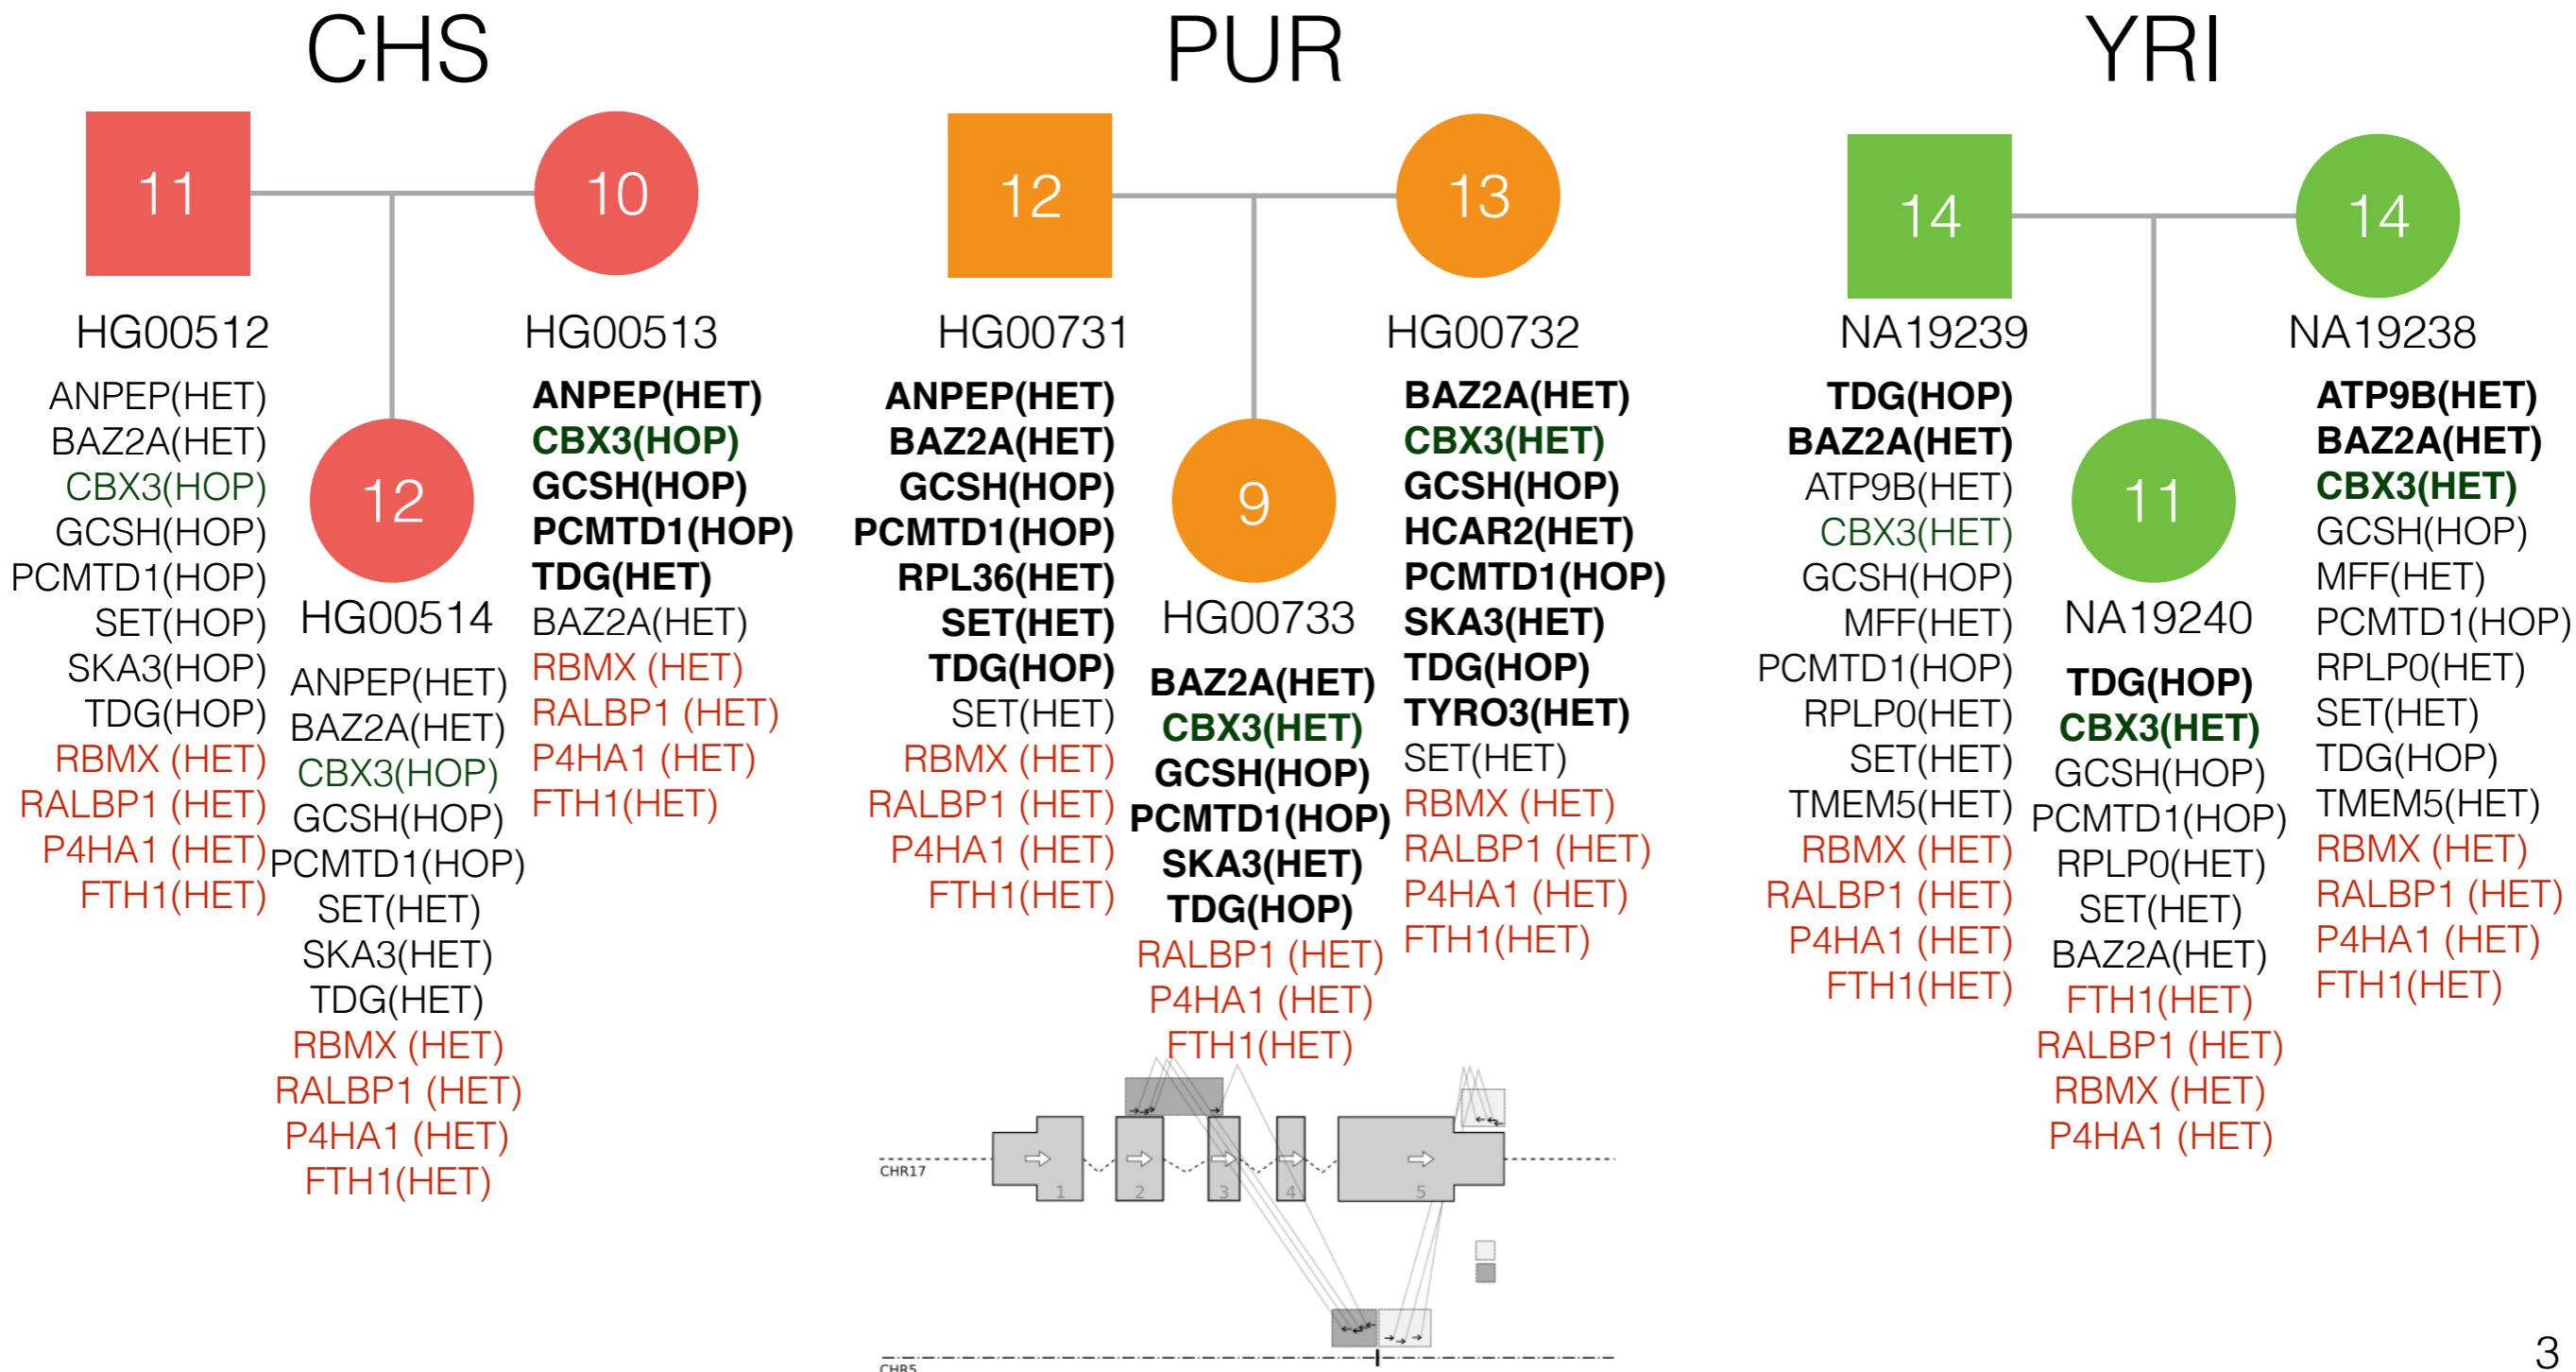 CHS
11
10
HG00512
HG00513
ANPEP(HET)
BAZ2A(HET)
CBX3(HOP)
GCSH(HOP)
PCMTD1(HOP)
SET(HOP)
SKA3(HOP)
TDG(HOP)
RBMX (HET)
RALBP1 (HET)
P4HA1 (HET)
FTH1(HET)
12
HG00514
ANPEP(HET)
BAZ2A(HET)
CBX3(HOP)
GCSH(HOP)
PCMTD1(HOP)
SET(HET)
SKA3(HET)
TDG(HET)
RBMX (HET)
RALBP1 (HET)
P4HA1 (HET)
FTH1(HET)
ANPEP(HET)
CBX3(HOP)
GCSH(HOP)
PCMTD1(HOP)
TDG(HET)
BAZ2A(HET)
RBMX (HET)
RALBP1 (HET)
P4HA1 (HET)
FTH1(HET)
PUR
12
13
HG00731
HG00732
ANPEP(HET)
BAZ2A(HET)
GCSH(HOP)
PCMTD1(HOP)
RPL36(HET)
SET(HET)
TDG(HOP)
SET(HET)
RBMX (HET)
RALBP1 (HET)
P4HA1 (HET)
FTH1(HET)
9
HG00733
BAZ2A(HET)
CBX3(HET)
GCSH(HOP)
PCMTD1(HOP)
SKA3(HET)
TDG(HOP)
RALBP1 (HET)
P4HA1 (HET)
FTH1(HET)
BAZ2A(HET)
CBX3(HET)
GCSH(HOP)
HCAR2(HET)
PCMTD1(HOP)
SKA3(HET)
TDG(HOP)
TYRO3(HET)
SET(HET)
RBMX (HET)
RALBP1 (HET)
P4HA1 (HET)
FTH1(HET)
YRI
14
14
NA19239
NA19238
TDG(HOP)
BAZ2A(HET)
ATP9B(HET)
CBX3(HET)
GCSH(HOP)
MFF(HET)
PCMTD1(HOP)
RPLP0(HET)
SET(HET)
TMEM5(HET)
RBMX (HET)
RALBP1 (HET)
P4HA1 (HET)
FTH1(HET)
11
NA19240
TDG(HOP)
CBX3(HET)
GCSH(HOP)
PCMTD1(HOP)
RPLP0(HET)
SET(HET)
BAZ2A(HET)
FTH1(HET)
RALBP1 (HET)
RBMX (HET)
P4HA1 (HET)
ATP9B(HET)
BAZ2A(HET)
CBX3(HET)
GCSH(HOP)
MFF(HET)
PCMTD1(HOP)
RPLP0(HET)
SET(HET)
TDG(HOP)
TMEM5(HET)
RBMX (HET)
RALBP1 (HET)
P4HA1 (HET)
FTH1(HET)
CHR17
1 2 3 4 5
CHR5
3